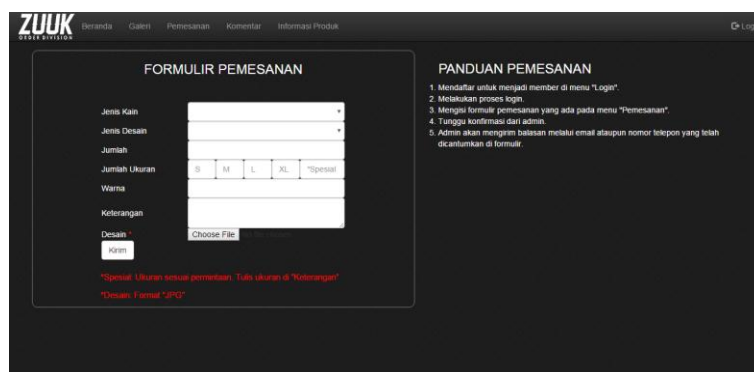 ZUUK
ORDER DIVISION
Beranda Galeri Pemesanan Komentar Informasi Produk
Log
FORMULIR PEMESANAN
Jenis Kain
Jenis Desain
Jumlah
Jumlah Ukuran S M L XL *Spesial
Warna
Keterangan
Desain * Choose File
Kirim
*Spesial: Ukuran sesuai permintaan. Tulis ukuran di "Keterangan"
*Desain: Format "JPG"
PANDUAN PEMESANAN
1. Mendaftar untuk menjadi member di menu "Login".
2. Melakukan proses login.
3. Mengisi formulir pemesanan yang ada pada menu "Pemesanan".
4. Tunggu konfirmasi dari admin.
5. Admin akan mengirim balasan melalui email ataupun nomor telepon yang telah
dicantumkan di formulir.